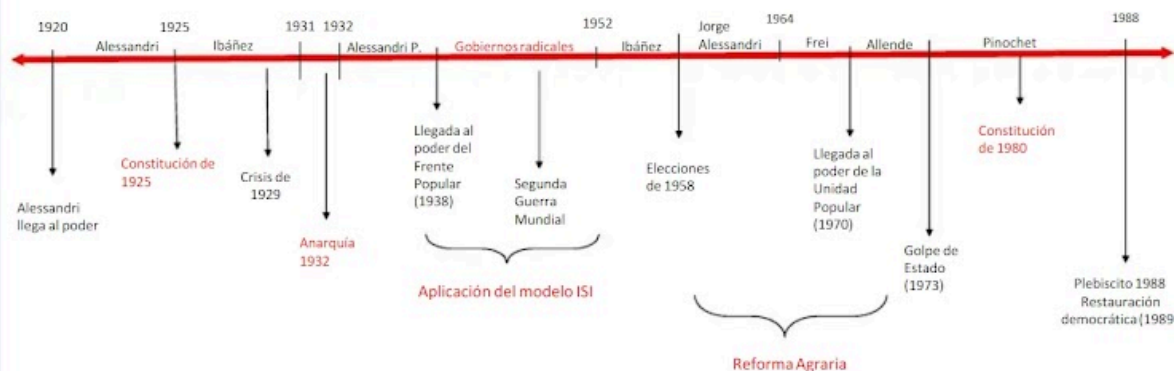 1920
1925
1931 1932
1952
1964
1988
Alessandri
Ibáñez
Alessandri P.
Gobiernos radicales
Ibáñez
Jorge
Alessandri
Frei
Allende
Pinochet
Alessandri
llega al poder
Constitución de
1925
Crisis de
1929
Anarquía
1932
Llegada al
poder del
Frente
Popular
(1938)
Segunda
Guerra
Mundial
Aplicación del modelo ISI
Elecciones
de 1958
Llegada al
poder de la
Unidad
Popular
(1970)
Reforma Agraria
Golpe de
Estado
(1973)
Constitución
de 1980
Plebiscito 1988
Restauración
democrática (1989